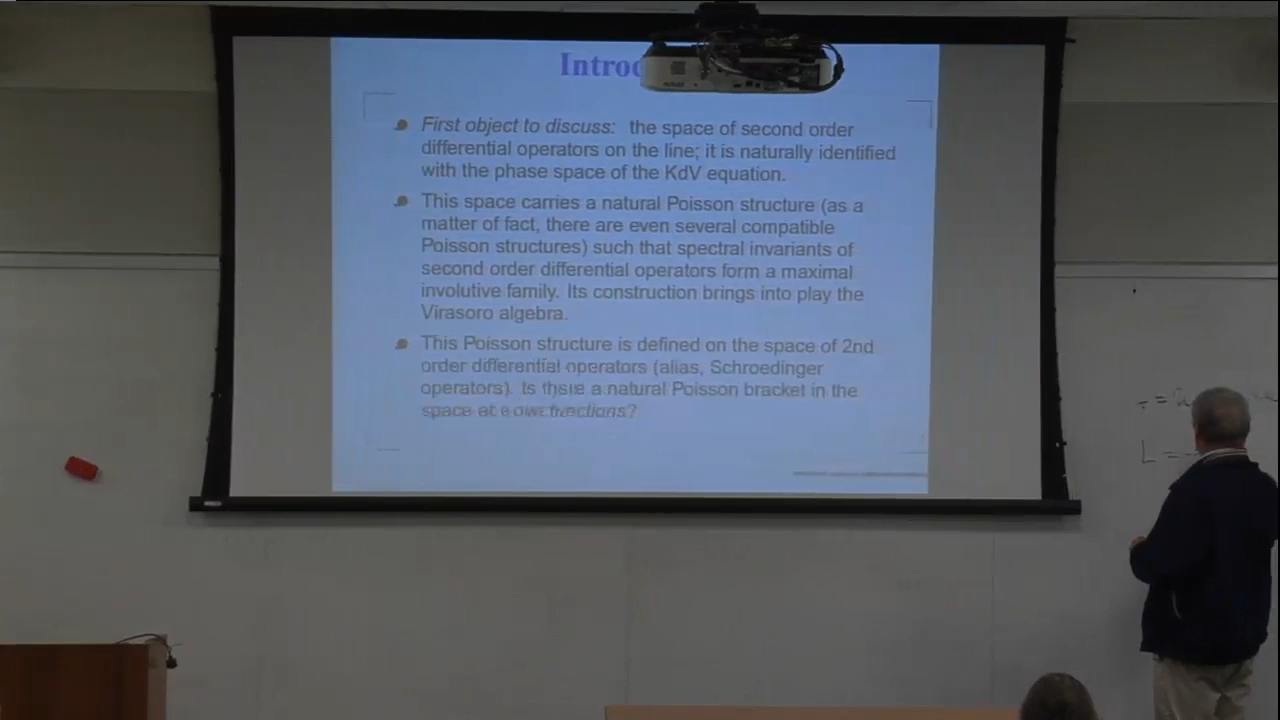 Introd
First object to discuss: the space of second order
differential operators on the line; it is naturally identified
with the phase space of the KdV equation.
This space carries a natural Poisson structure (as a
matter of fact, there are even several compatible
Poisson structures) such that spectral invariants of
second order differential operators form a maximal
involutive family. Its construction brings into play the
Virasoro algebra.
This Poisson structure is defined on the space of 2nd
order differential operators (alias, Schroedinger
operators). Is there a natural Poisson bracket in the
space
L =